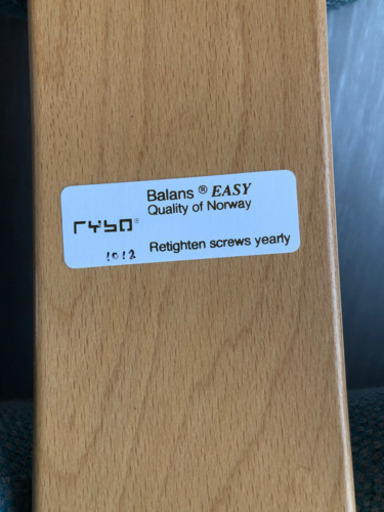 Balans ® EASY
Quality of Norway
rybo®
1012
Retighten screws yearly